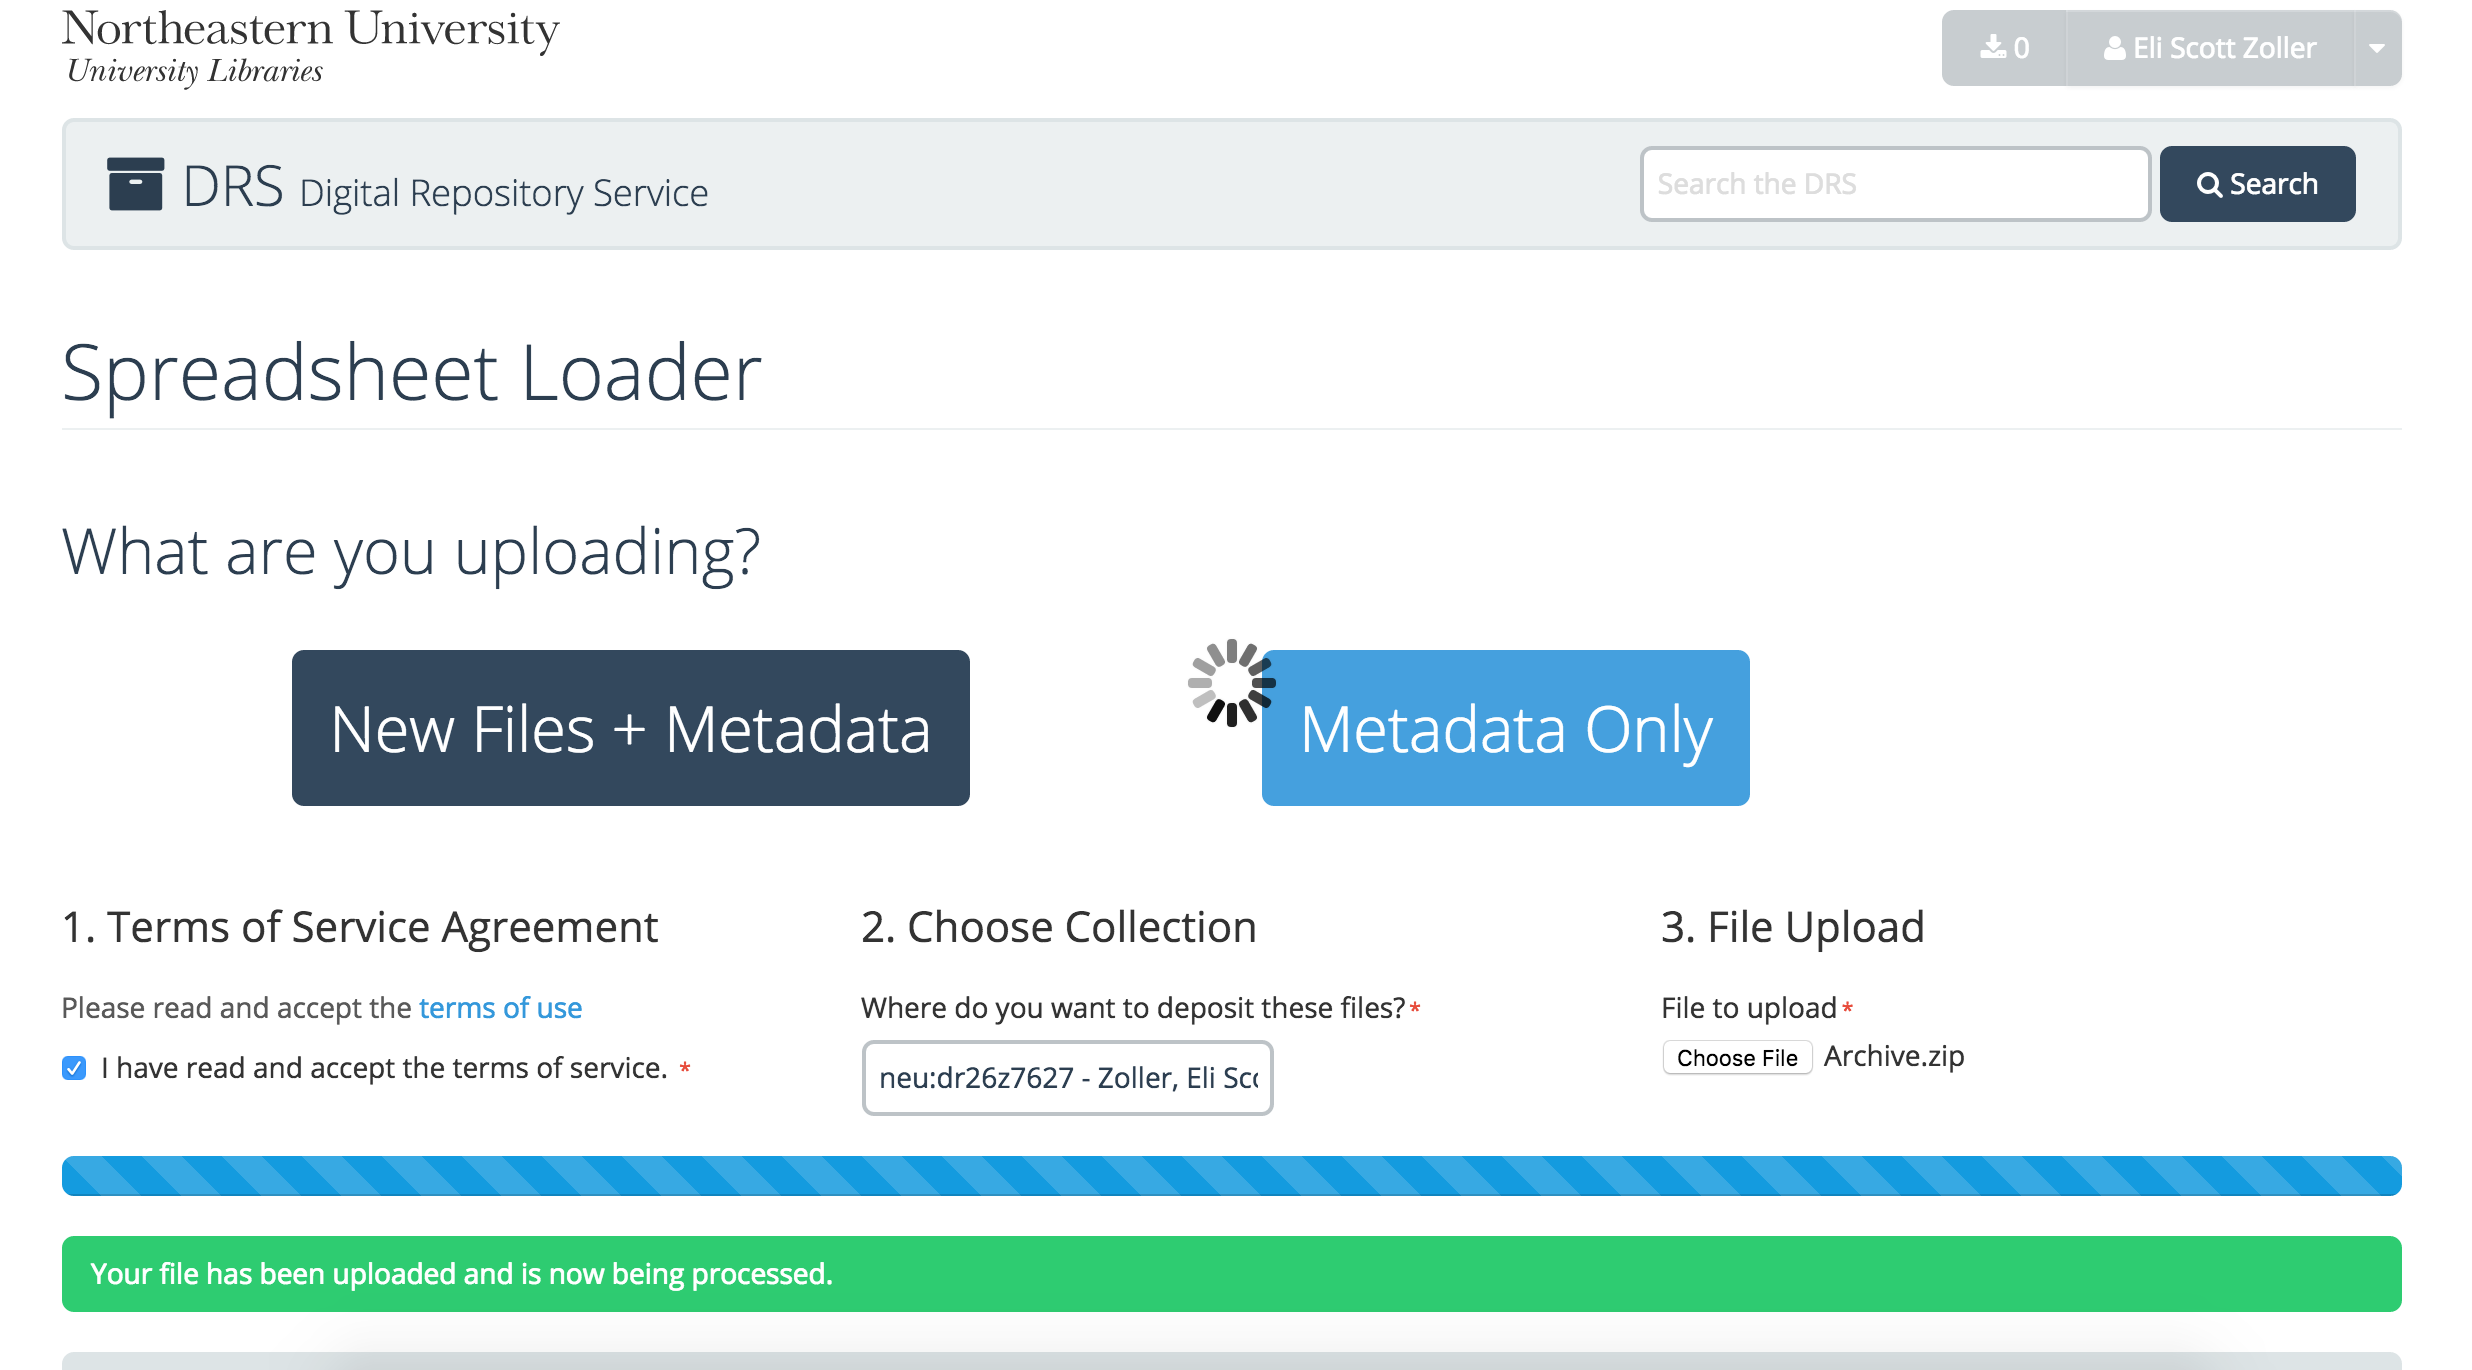 Northeastern University
University Libraries
0 Eli Scott Zoller
DRS Digital Repository Service
Search the DRS
Search
Spreadsheet Loader
What are you uploading?
New Files + Metadata
Metadata Only
1. Terms of Service Agreement
Please read and accept the terms of use
I have read and accept the terms of service. *
2. Choose Collection
Where do you want to deposit these files? *
neu:dr26z7627 - Zoller, Eli Sco
3. File Upload
File to upload *
Choose File Archive.zip
Your file has been uploaded and is now being processed.